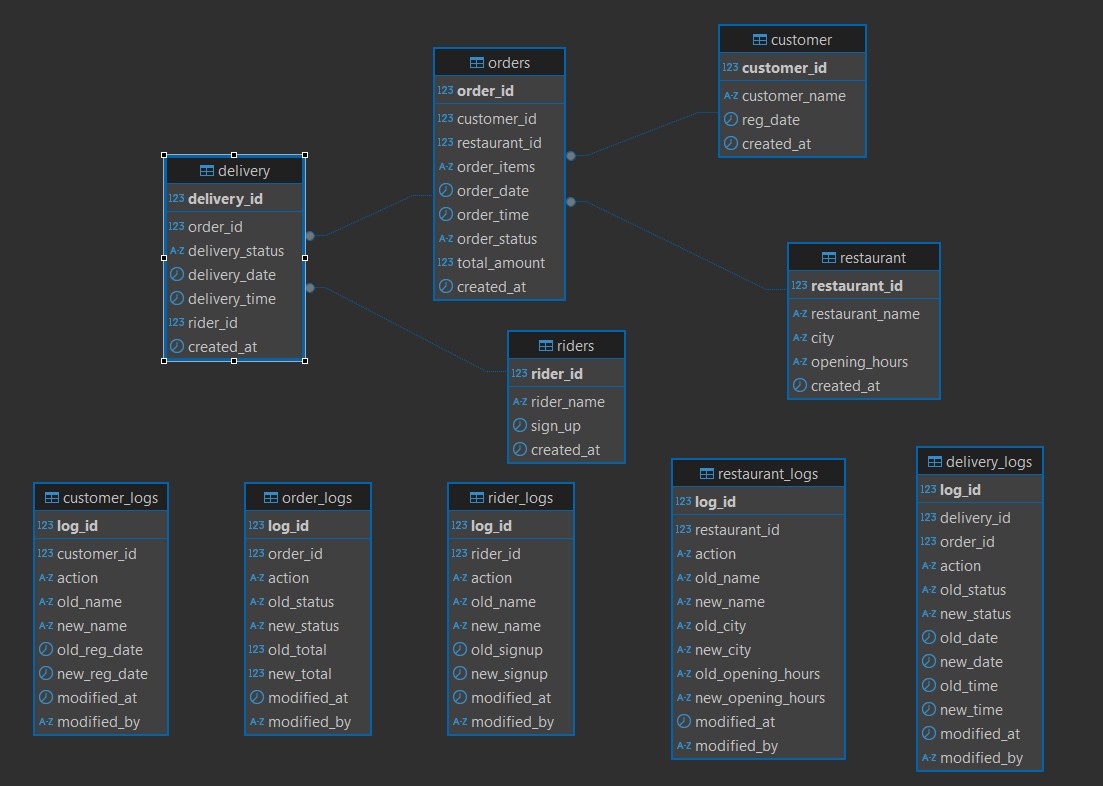 customer
123 customer_id
A-Z customer_name
reg_date
created_at
orders
123 order_id
123 customer_id
123 restaurant_id
A-Z order_items
order_date
order_time
A-Z order_status
123 total_amount
created_at
delivery
123 delivery_id
123 order_id
A-Z delivery_status
delivery_date
delivery_time
123 rider_id
created_at
restaurant
123 restaurant_id
A-Z restaurant_name
A-Z city
A-Z opening_hours
created_at
riders
123 rider_id
A-Z rider_name
sign_up
created_at
customer_logs
123 log_id
123 customer_id
A-Z action
A-Z old_name
A-Z new_name
old_reg_date
new_reg_date
modified_at
A-Z modified_by
order_logs
123 log_id
123 order_id
A-Z action
A-Z old_status
A-Z new_status
123 old_total
123 new_total
modified_at
A-Z modified_by
rider_logs
123 log_id
123 rider_id
A-Z action
A-Z old_name
A-Z new_name
old_signup
new_signup
modified_at
A-Z modified_by
restaurant_logs
123 log_id
123 restaurant_id
A-Z action
A-Z old_name
A-Z new_name
A-Z old_city
A-Z new_city
A-Z old_opening_hours
A-Z new_opening_hours
modified_at
A-Z modified_by
delivery_logs
123 log_id
123 delivery_id
123 order_id
A-Z action
A-Z old_status
A-Z new_status
old_date
new_date
old_time
new_time
modified_at
A-Z modified_by